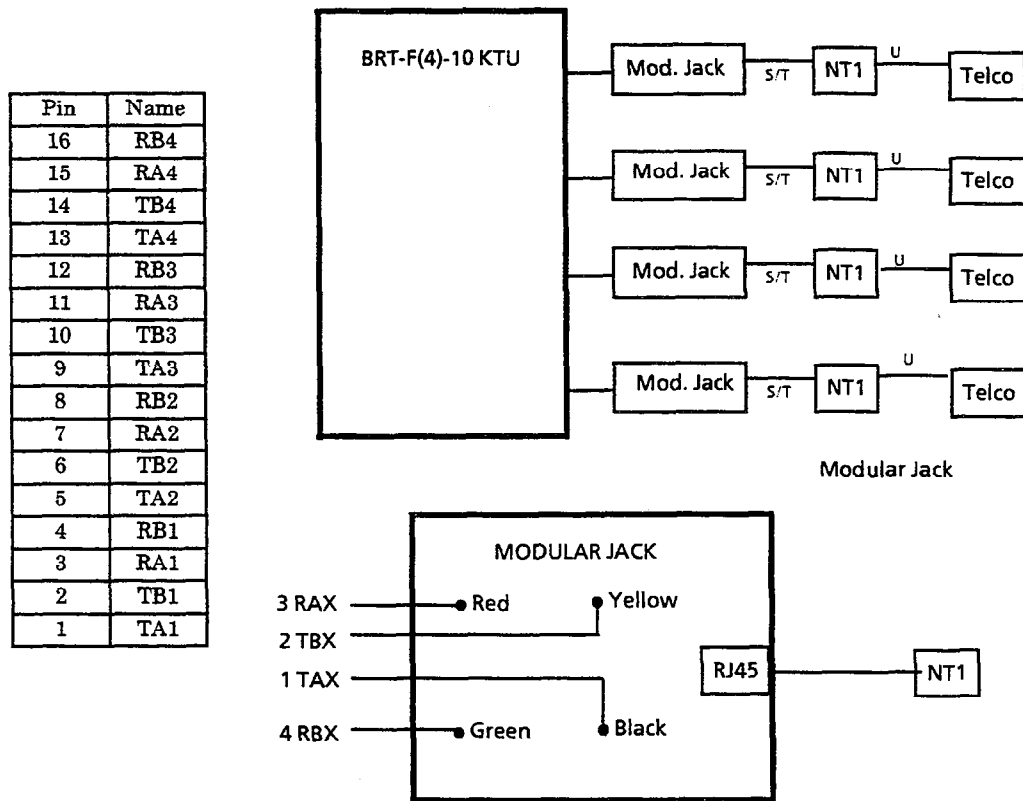 Pin Name
16 RB4
15 RA4
14 TB4
13 TA4
12 RB3
11 RA3
10 TB3
9 TA3
8 RB2
7 RA2
6 TB2
5 TA2
4 RB1
3 RA1
2 TB1
1 TA1
BRT-F(4)-10 KTU
Mod. Jack S/T NT1 U Telco
Mod. Jack S/T NT1 U Telco
Mod. Jack S/T NT1 U Telco
Mod. Jack S/T NT1 U Telco
Modular Jack
MODULAR JACK
3 RAX Red Yellow
2 TBX
RJ45 NT1
1 TAX
4 RBX Green Black